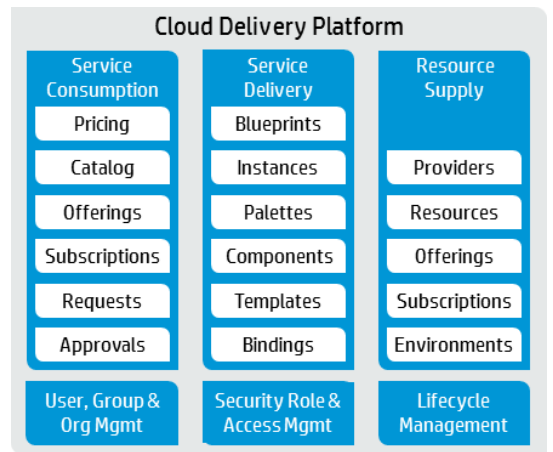 Cloud Delivery Platform
Service
Consumption
Pricing
Catalog
Offerings
Subscriptions
Requests
Approvals
Service
Delivery
Blueprints
Instances
Palettes
Components
Templates
Bindings
Resource
Supply
Providers
Resources
Offerings
Subscriptions
Environments
User, Group &
Org Mgmt
Security Role &
Access Mgmt
Lifecycle
Management